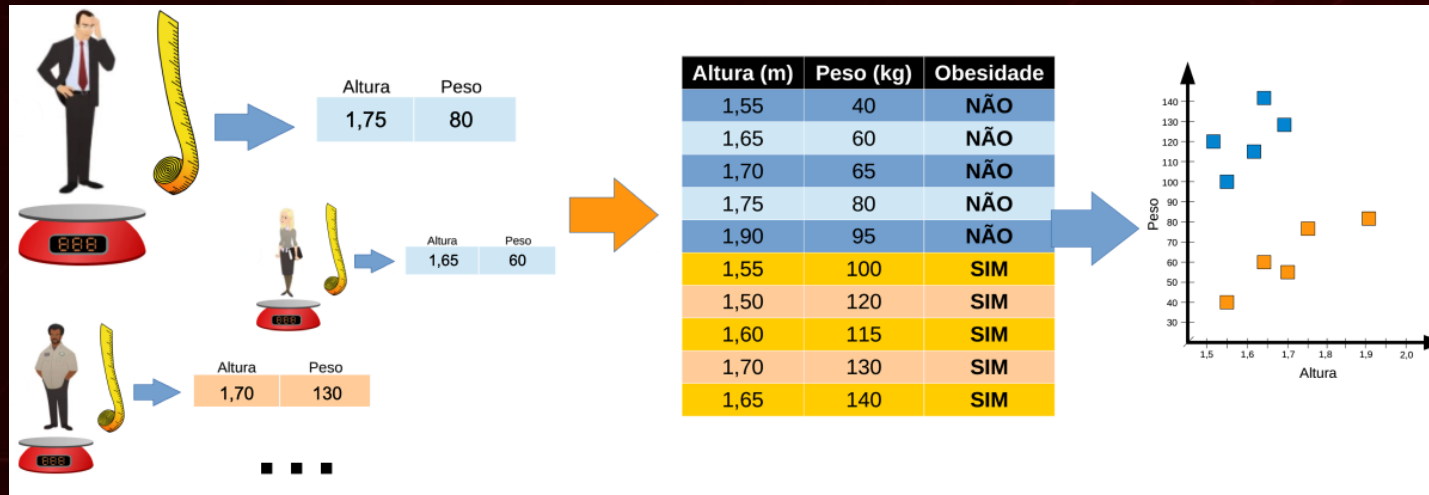 Altura Peso
1,75 80
888
Altura Peso
1,65 60
888
Altura Peso
1,70 130
888
Altura (m) Peso (kg) Obesidade
1,55 40 NÃO
1,65 60 NÃO
1,70 65 NÃO
1,75 80 NÃO
1,90 95 NÃO
1,55 100 SIM
1,50 120 SIM
1,60 115 SIM
1,70 130 SIM
1,65 140 SIM
Peso
140
130
120
110
100
90
80
70
60
50
40
30
1,5 1,6 1,7 1,8 1,9 2,0
Altura